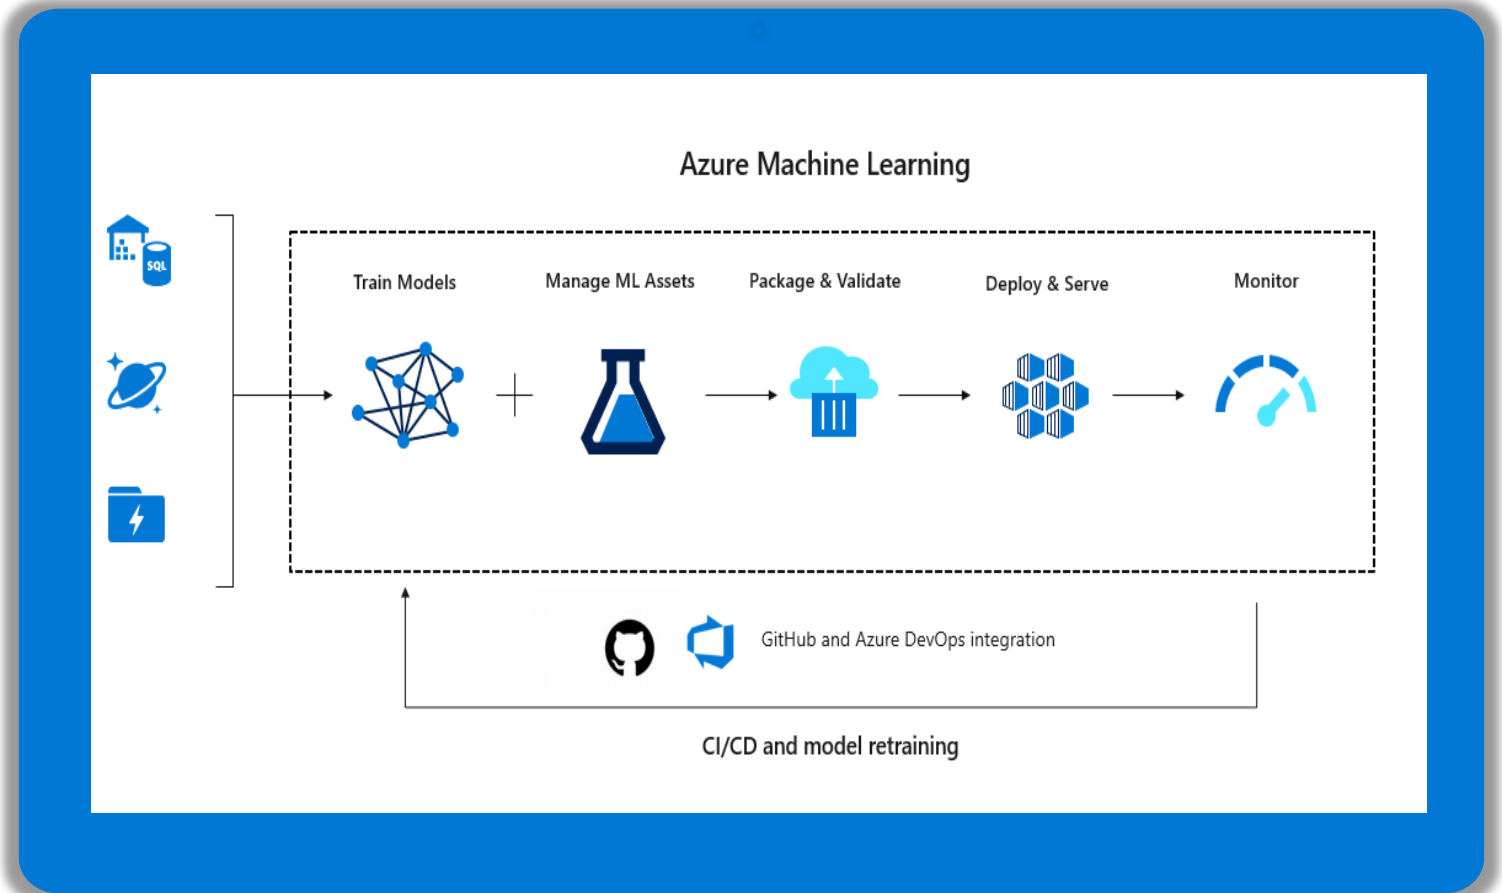 Azure Machine Learning
SQL
Train Models
Manage ML Assets
Package & Validate
Deploy & Serve
Monitor
GitHub and Azure DevOps integration
CI/CD and model retraining